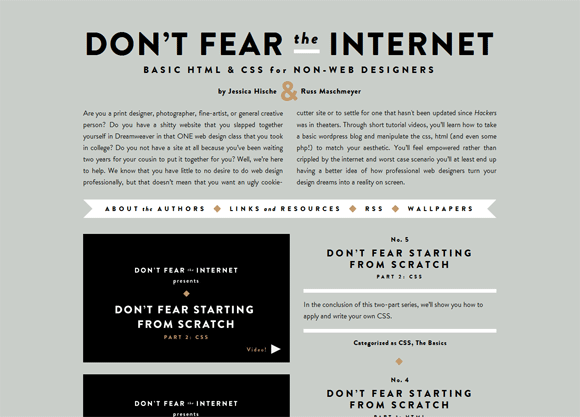 DON'T FEAR the INTERNET
BASIC HTML & CSS for NON-WEB DESIGNERS
by Jessica Hische & Russ Maschmeyer
Are you a print designer, photographer, fine-artist, or general creative
person? Do you have a shitty website that you slapped together
yourself in Dreamweaver in that ONE web design class that you took
in college? Do you not have a site at all because you've been waiting
two years for your cousin to put it together for you? Well, we're here
to help. We know that you have little to no desire to do web design
professionally, but that doesn't mean that you want an ugly cookie-
cutter site or to settle for one that hasn't been updated since Hackers
was in theaters. Through short tutorial videos, you'll learn how to take
a basic wordpress blog and manipulate the css, html (and even some
php!) to match your aesthetic. You'll feel empowered rather than
crippled by the internet and worst case scenario you'll at least end up
having a better idea of how professional web designers turn your
design dreams into a reality on screen.
ABOUT the AUTHORS LINKS and RESOURCES RSS WALLPAPERS
DON'T FEAR the INTERNET
presents
DON'T FEAR STARTING
FROM SCRATCH
PART 2: CSS
Video!
No. 5
DON'T FEAR STARTING
FROM SCRATCH
PART 2: CSS
In the conclusion of this two-part series, we'll show you how to
apply and write your own CSS.
Categorized as CSS, The Basics
DON'T FEAR the INTERNET
presents
No. 4
DON'T FEAR STARTING
FROM SCRATCH
PART 1: HTML